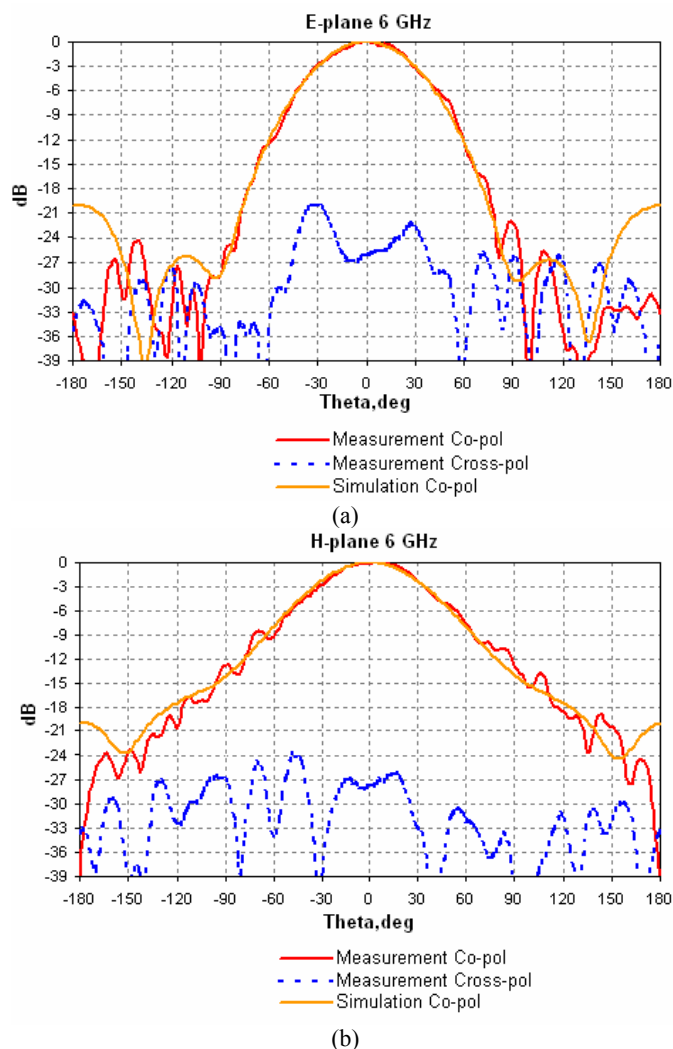 E-plane 6 GHz
0
-3
-6
-9
-12
-15
-18
-21
-24
-27
-30
-33
-36
-39
dB
-180 -150 -120 -90 -60 -30 0 30 60 90 120 150 180
Theta,deg
Measurement Co-pol
Measurement Cross-pol
Simulation Co-pol
(a)
H-plane 6 GHz
0
-3
-6
-9
-12
-15
-18
-21
-24
-27
-30
-33
-36
-39
dB
-180 -150 -120 -90 -60 -30 0 30 60 90 120 150 180
Theta,deg
Measurement Co-pol
Measurement Cross-pol
Simulation Co-pol
(b)